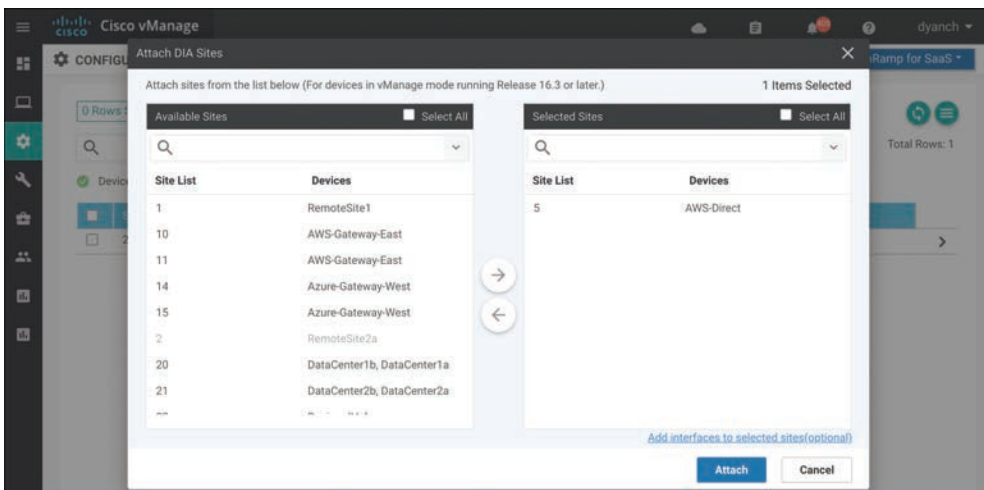 CISCO
Cisco vManage
dyanch
CONFIGU
Ramp for SaaS
Attach DIA Sites
Attach sites from the list below (For devices in vManage mode running Release 16.3 or later.)
1 Items Selected
0 Rows
Total Rows: 1
Device
2
Available Sites
Select All
Site List Devices
1 RemoteSite1
10 AWS-Gateway-East
11 AWS-Gateway-East
14 Azure-Gateway-West
15 Azure-Gateway-West
2 RemoteSite2a
20 DataCenter1b, DataCenter1a
21 DataCenter2b, DataCenter2a
Selected Sites
Select All
Site List Devices
5 AWS-Direct
Add interfaces to selected sites(optional)
Attach
Cancel